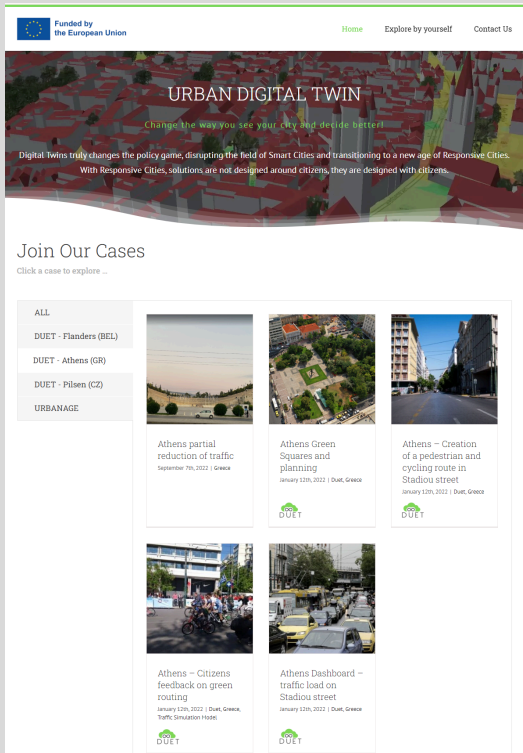 Funded by
the European Union
Home
Explore by yourself
Contact Us
URBAN DIGITAL TWIN
Change the way you see your city and decide better!
Digital Twins truly changes the policy game, disrupting the field of Smart Cities and transitioning to a new age of Responsive Cities.
With Responsive Cities, solutions are not designed around citizens, they are designed with citizens.
Join Our Cases
Click a case to explore ...
ALL
DUET - Flanders (BEL)
DUET - Athens (GR)
DUET - Pilsen (CZ)
URBANAGE
Athens partial
reduction of traffic
September 7th, 2022 | Greece
Athens Green
Squares and
planning
January 12th, 2022 | Duet, Greece
DUET
Athens – Creation
of a pedestrian and
cycling route in
Stadiou street
January 12th, 2022 | Duet, Greece
DUET
Athens – Citizens
feedback on green
routing
January 12th, 2022 | Duet, Greece,
Traffic Simulation Model
DUET
Athens Dashboard –
traffic load on
Stadiou street
January 12th, 2022 | Duet, Greece
DUET